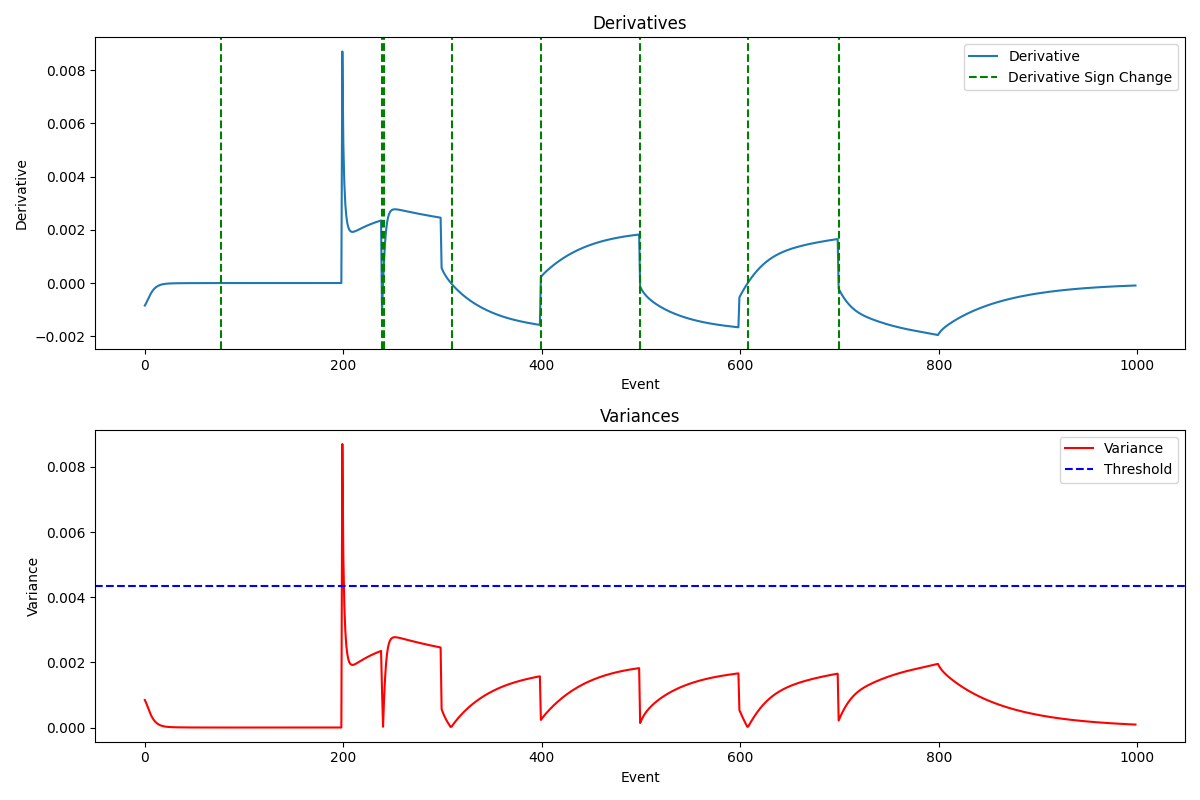 Derivatives
Derivative
Derivative Sign Change
Derivative
0.008
0.006
0.004
0.002
0.000
−0.002
0 200 400 600 800 1000
Event
Variances
Variance
Threshold
Variance
0.008
0.006
0.004
0.002
0.000
0 200 400 600 800 1000
Event